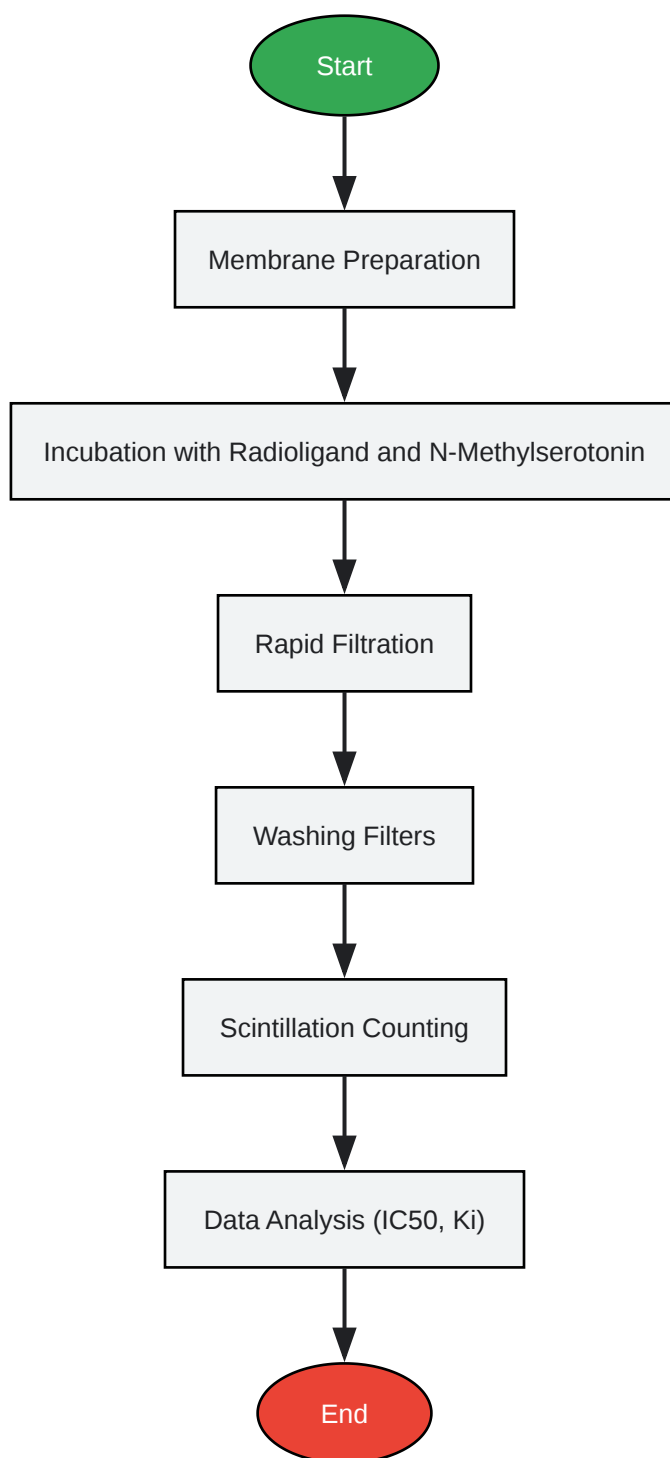 Start
Membrane Preparation
Incubation with Radioligand and N-Methylserotonin
Rapid Filtration
Washing Filters
Scintillation Counting
Data Analysis (IC50, Ki)
End